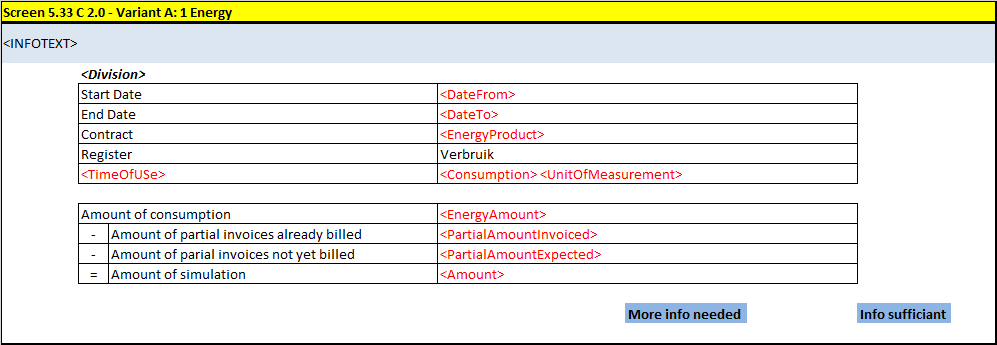 Screen 5.33 C 2.0 - Variant A: 1 Energy
<INFOTEXT>
<Division>
Start Date <DateFrom>
End Date <DateTo>
Contract <EnergyProduct>
Register Verbruik
<TimeOfUSe> <Consumption> <UnitOfMeasurement>
Amount of consumption <EnergyAmount>
- Amount of partial invoices already billed <PartialAmountInvoiced>
- Amount of parial invoices not yet billed <PartialAmountExpected>
= Amount of simulation <Amount>
More info needed Info sufficiant